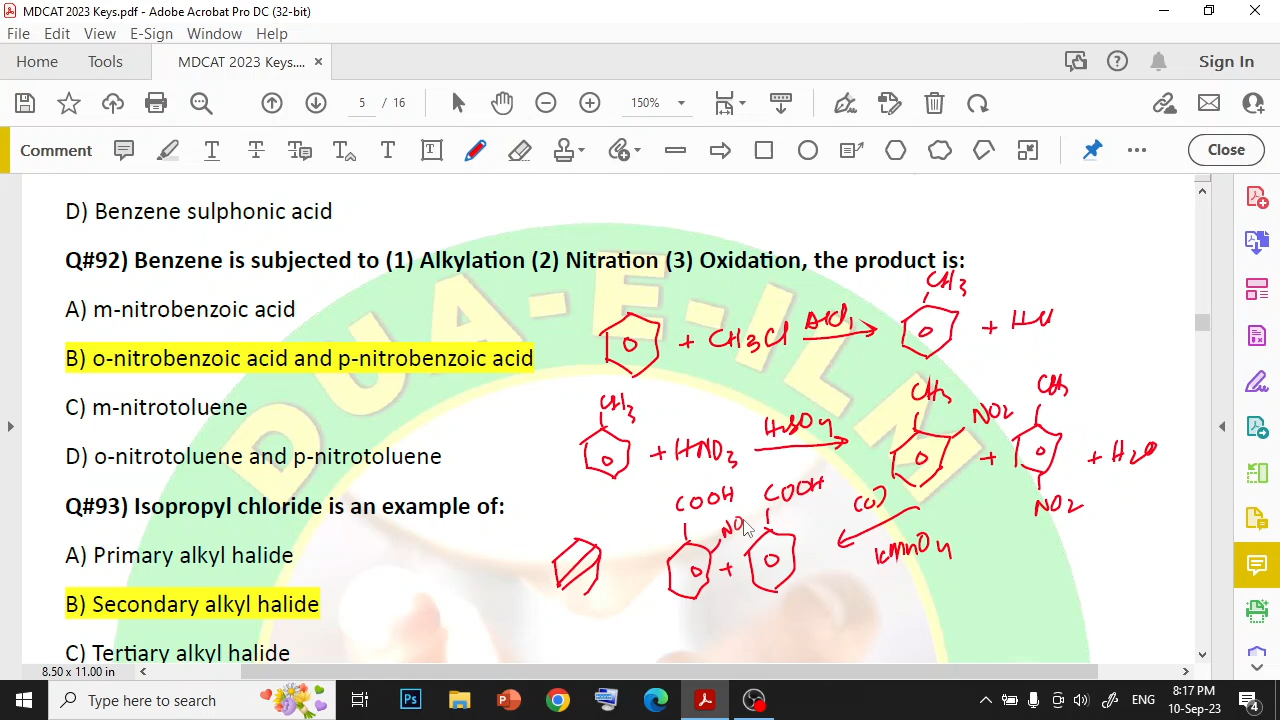 MDCAT 2023 Keys.pdf - Adobe Acrobat Pro DC (32-bit)
File Edit View E-Sign Window Help
Home Tools MDCAT 2023 Keys.... × Sign In
5 / 16 150%
Comment Close
D) Benzene sulphonic acid
Q#92) Benzene is subjected to (1) Alkylation (2) Nitration (3) Oxidation, the product is:
A) m-nitrobenzoic acid
B) o-nitrobenzoic acid and p-nitrobenzoic acid
C) m-nitrotoluene
D) o-nitrotoluene and p-nitrotoluene
Q#93) Isopropyl chloride is an example of:
A) Primary alkyl halide
B) Secondary alkyl halide
C) Tertiary alkyl halide
DUA-E-ILM
CH3
+ CH3Cl + HCl
CH3 CH3 NO2 CH3
+ HNO3 H2SO4 + + H2O
NO2
COOH COOH
NO
+ KMnO4
8.50 x 11.00 in
Type here to search
ENG
8:17 PM
10-Sep-23
4